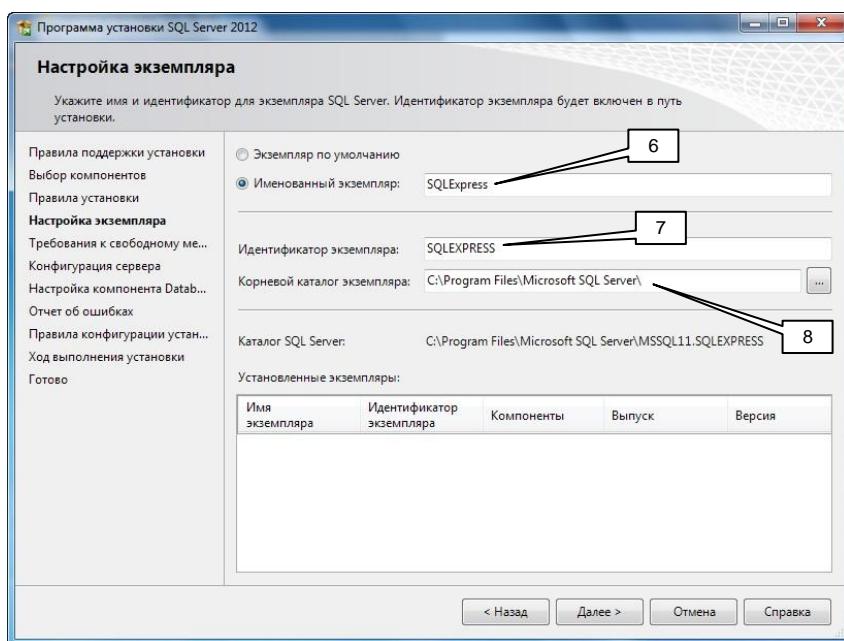 Программа установки SQL Server 2012
Настройка экземпляра
Укажите имя и идентификатор для экземпляра SQL Server. Идентификатор экземпляра будет включен в путь
установки.
Правила поддержки установки
Выбор компонентов
Правила установки
Настройка экземпляра
Требования к свободному ме...
Конфигурация сервера
Настройка компонента Datab...
Отчет об ошибках
Правила конфигурации устан...
Ход выполнения установки
Готово
Экземпляр по умолчанию
6
Именованный экземпляр: SQLExpress
7
Идентификатор экземпляра: SQLEXPRESS
Корневой каталог экземпляра: C:\Program Files\Microsoft SQL Server\ ...
8
Каталог SQL Server: C:\Program Files\Microsoft SQL Server\MSSQL11.SQLEXPRESS
Установленные экземпляры:
Имя экземпляра Идентификатор экземпляра Компоненты Выпуск Версия
< Назад Далее > Отмена Справка